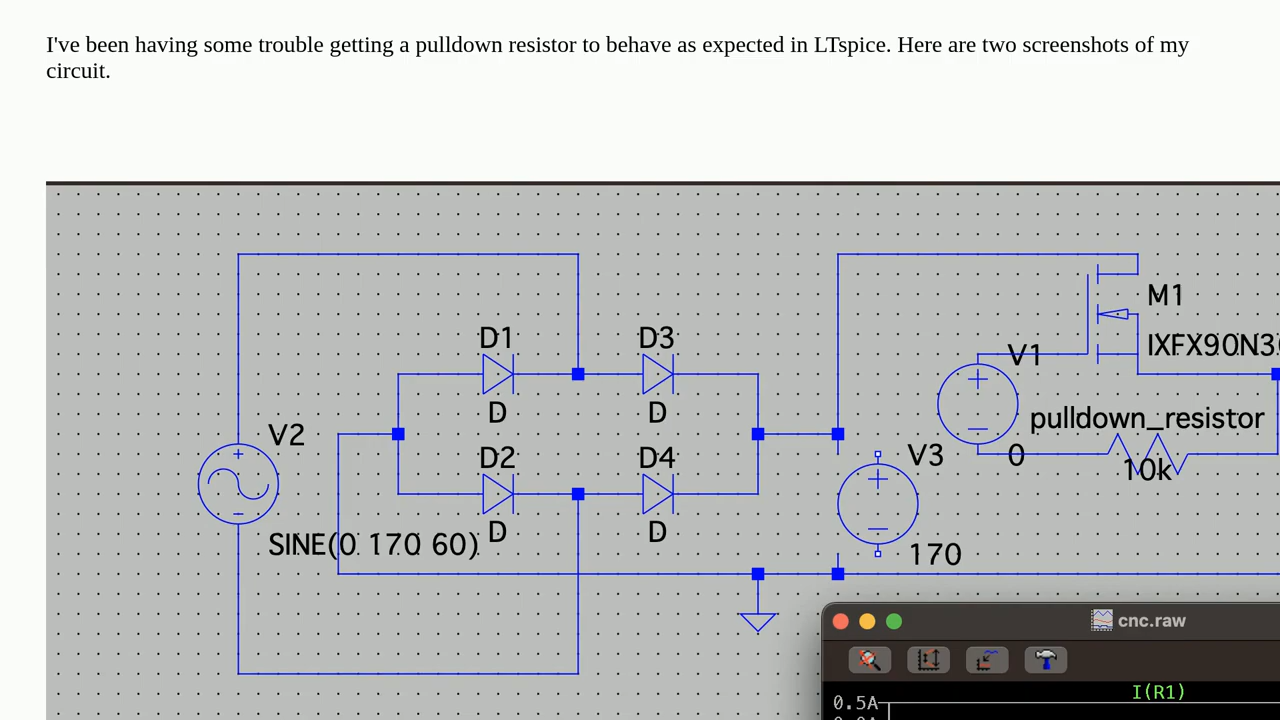 I've been having some trouble getting a pulldown resistor to behave as expected in LTspice. Here are two screenshots of my
circuit.
M1
D1
D3
V1
IXFX90N3
D
D
pulldown_resistor
V2
D2
D4
V3
0
10k
SINE(0 170 60)
D
D
170
cnc.raw
I(R1)
0.5A